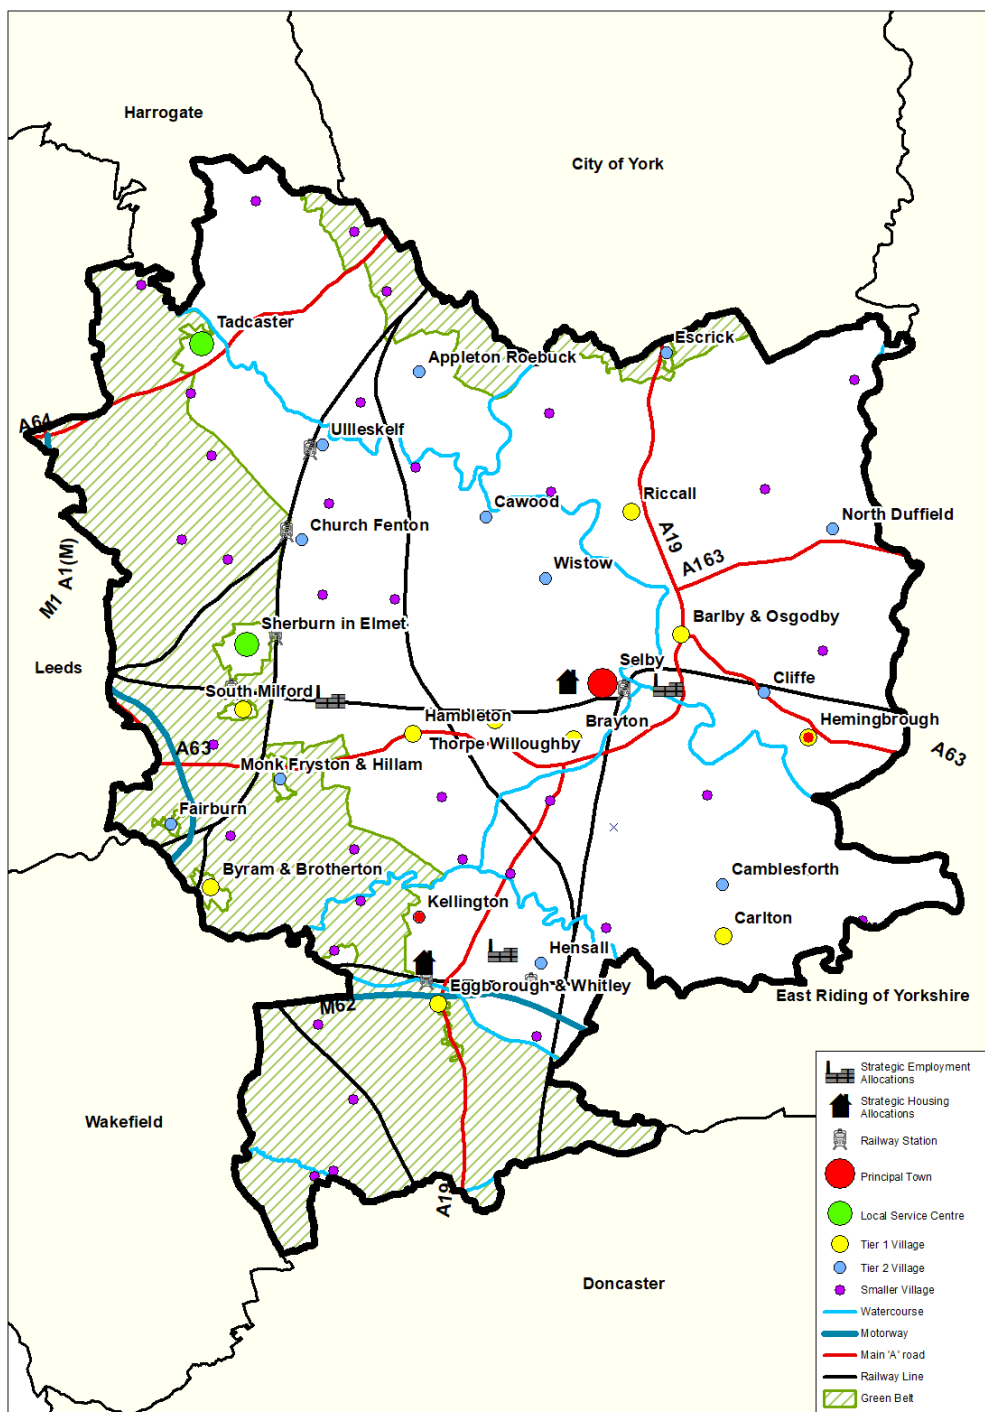 Harrogate
City of York
Tadcaster
Escrick
Appleton Roebuck
A64
Ullleskelf
Riccall
Cawood
North Duffield
Church Fenton
A19
A163
Wistow
M1 A1(M)
Barlby & Osgodby
Sherburn in Elmet
Leeds
Selby
South Milford
Cliffe
Hambleton
Brayton
Hemingbrough
A63
Thorpe Willoughby
A63
Monk Fryston & Hillam
Fairburn
Byram & Brotherton
Camblesforth
Kellington
Carlton
Hensall
Eggborough & Whitley
East Riding of Yorkshire
M62
Wakefield
A19
Doncaster
Strategic Employment
Allocations
Strategic Housing
Allocations
Railway Station
Principal Town
Local Service Centre
Tier 1 Village
Tier 2 Village
Smaller Village
Watercourse
Motorway
Main 'A' road
Railway Line
Green Belt